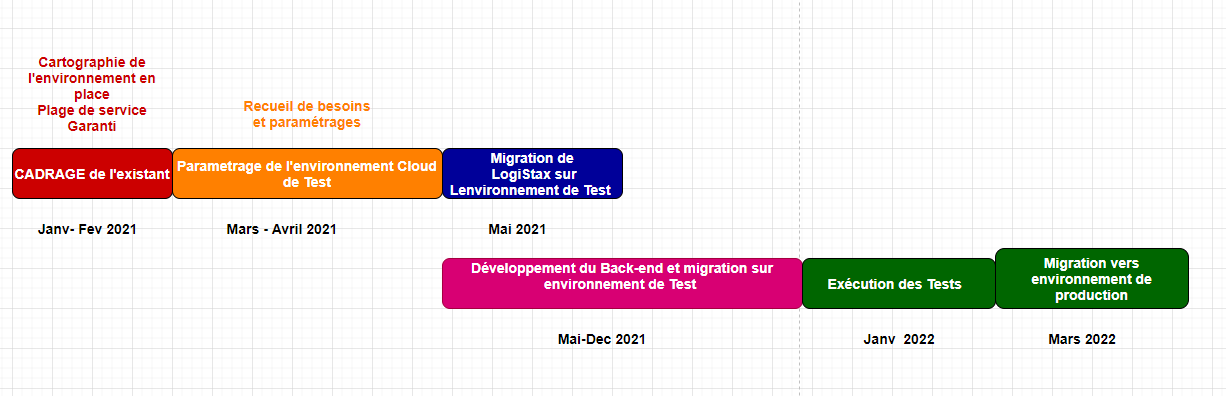 Cartographie de
l'environnement en
place
Plage de service
Garanti
Recueil de besoins
et paramétrages
CADRAGE de l'existant
Parametrage de l'environnement Cloud
de Test
Migration de
LogiStax sur
Lenvironnement de Test
Janv- Fev 2021
Mars - Avril 2021
Mai 2021
Développement du Back-end et migration sur
environnement de Test
Exécution des Tests
Migration vers
environnement de
production
Mai-Dec 2021
Janv  2022
Mars 2022